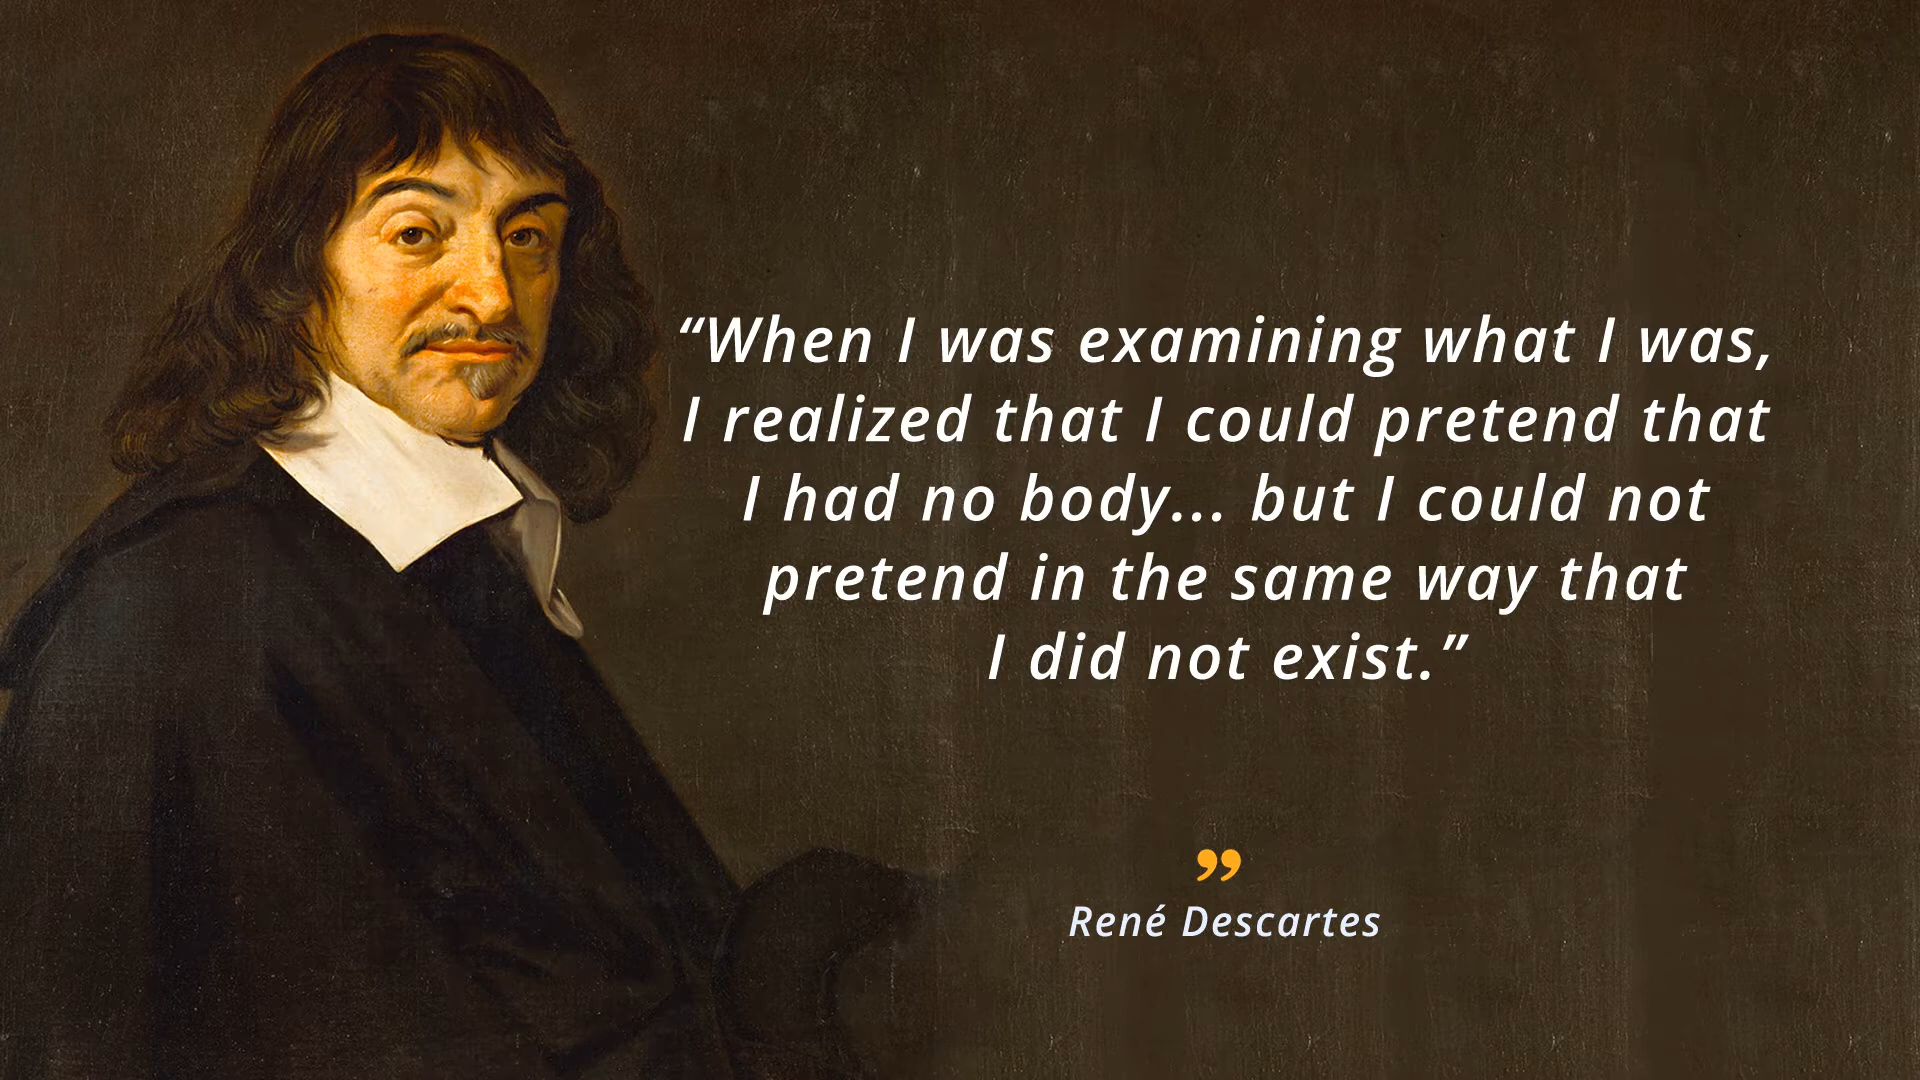 “When I was examining what I was,
I realized that I could pretend that
I had no body... but I could not
pretend in the same way that
I did not exist.”
”
René Descartes